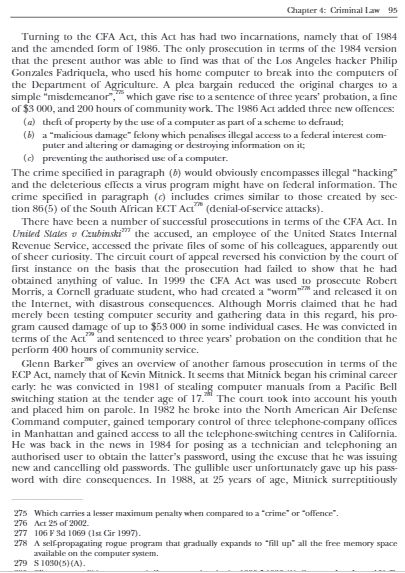 Chapter 4: Criminal Law 95
Turning to the CFA Act, this Act has had two incarnations, namely that of 1984
and the amended form of 1986. The only prosecution in terms of the 1984 version
that the present author was able to find was that of the Los Angeles hacker Philip
Gonzales Fadriquela, who used his home computer to break into the computers of
the Department of Agriculture. A plea bargain reduced the original charges to a
simple “misdemeanor”,275 which gave rise to a sentence of three years’ probation, a fine
of $3 000, and 200 hours of community work. The 1986 Act added three new offences:
(a) theft of property by the use of a computer as part of a scheme to defraud;
(b) a “malicious damage” felony which penalises illegal access to a federal interest com-
puter and altering or damaging or destroying information on it;
(c) preventing the authorised use of a computer.
The crime specified in paragraph (b) would obviously encompasses illegal “hacking”
and the deleterious effects a virus program might have on federal information. The
crime specified in paragraph (c) includes crimes similar to those created by sec-
tion 86(5) of the South African ECT Act276 (denial-of-service attacks).
There have been a number of successful prosecutions in terms of the CFA Act. In
United States v Czubinski277 the accused, an employee of the United States Internal
Revenue Service, accessed the private files of some of his colleagues, apparently out
of sheer curiosity. The circuit court of appeal reversed his conviction by the court of
first instance on the basis that the prosecution had failed to show that he had
obtained anything of value. In 1999 the CFA Act was used to prosecute Robert
Morris, a Cornell graduate student, who had created a “worm”278 and released it on
the Internet, with disastrous consequences. Although Morris claimed that he had
merely been testing computer security and gathering data in this regard, his pro-
gram caused damage of up to $53 000 in some individual cases. He was convicted in
terms of the Act279 and sentenced to three years’ probation on the condition that he
perform 400 hours of community service.
Glenn Barker280 gives an overview of another famous prosecution in terms of the
ECP Act, namely that of Kevin Mitnick. It seems that Mitnick began his criminal career
early: he was convicted in 1981 of stealing computer manuals from a Pacific Bell
switching station at the tender age of 17.281 The court took into account his youth
and placed him on parole. In 1982 he broke into the North American Air Defense
Command computer, gained temporary control of three telephone-company offices
in Manhattan and gained access to all the telephone-switching centres in California.
He was back in the news in 1984 for posing as a technician and telephoning an
authorised user to obtain the latter’s password, using the excuse that he was issuing
new and cancelling old passwords. The gullible user unfortunately gave up his pass-
word with dire consequences. In 1988, at 25 years of age, Mitnick surreptitiously
275 Which carries a lesser maximum penalty when compared to a “crime” or “offence”.
276 Act 25 of 2002.
277 106 F 3d 1069 (1st Cir 1997).
278 A self-propagating rogue program that gradually expands to “fill up” all the free memory space
available on the computer system.
279 S 1030(5)(A).